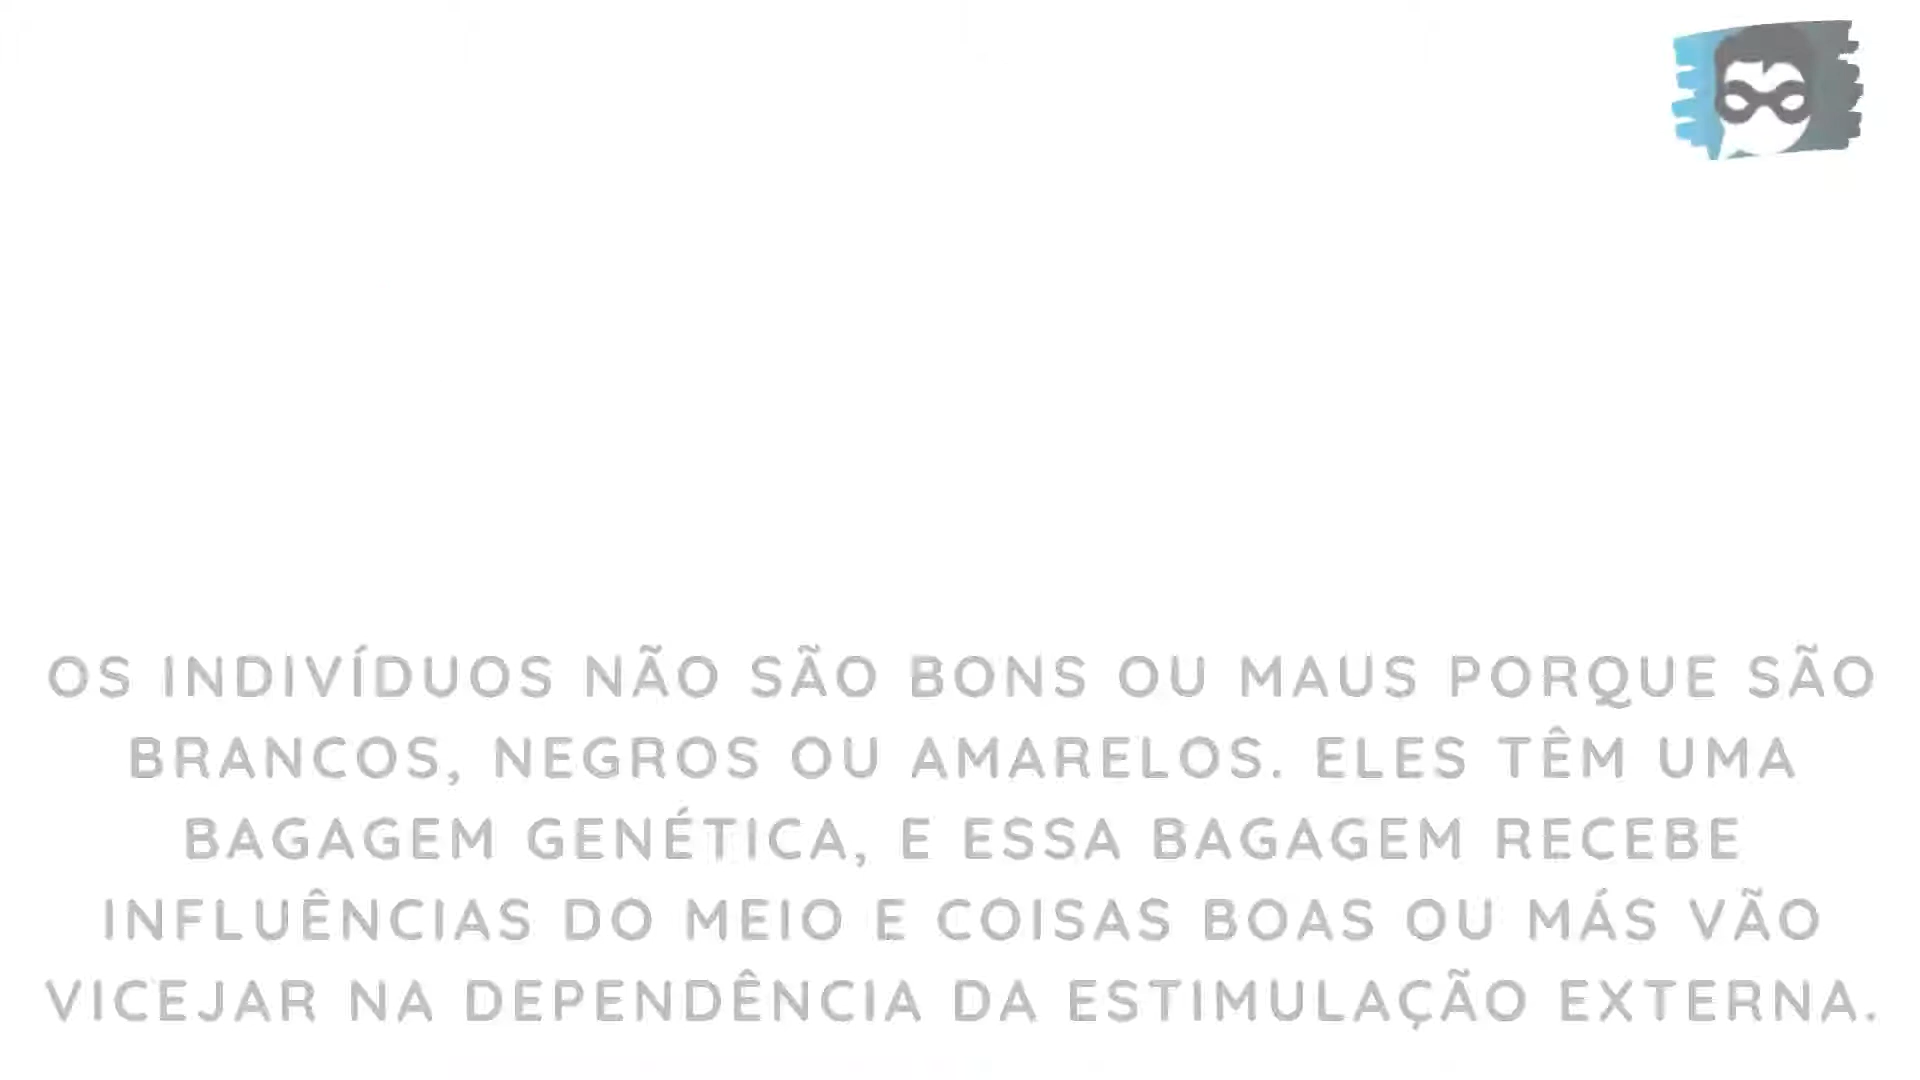 OS INDIVÍDUOS NÃO SÃO BONS OU MAUS PORQUE SÃO
BRANCOS, NEGROS OU AMARELOS. ELES TÊM UMA
BAGAGEM GENÉTICA, E ESSA BAGAGEM RECEBE
INFLUÊNCIAS DO MEIO E COISAS BOAS OU MÁS VÃO
VICEJAR NA DEPENDÊNCIA DA ESTIMULAÇÃO EXTERNA.